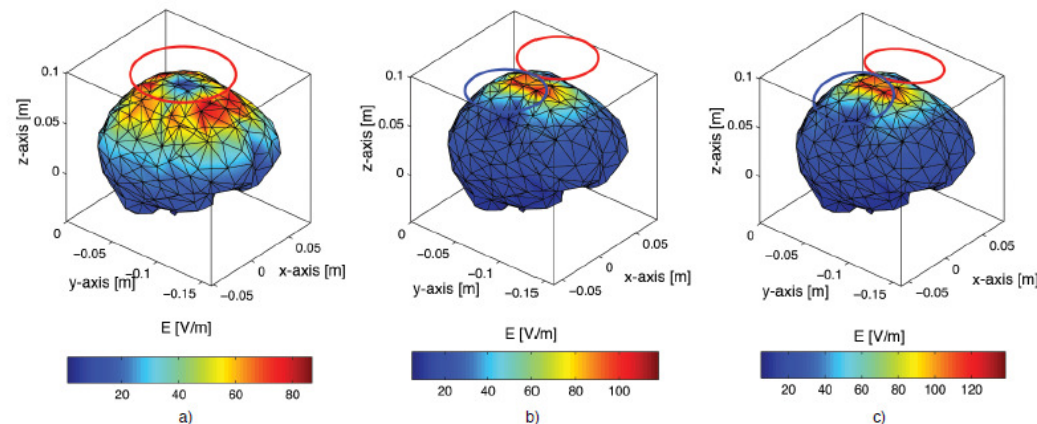 0.1
0.05
0
z-axis [m]
0
−0.05
−0.1
−0.15
y-axis [m]
−0.05
0
0.05
x-axis [m]
E [V/m]
20 40 60 80
a)
0.1
0.05
0
z-axis [m]
0
−0.05
−0.1
−0.15
y-axis [m]
−0.05
0
0.05
x-axis [m]
E [V/m]
20 40 60 80 100
b)
0.1
0.05
0
z-axis [m]
0
−0.05
−0.1
−0.15
y-axis [m]
−0.05
0
0.05
x-axis [m]
E [V/m]
20 40 60 80 100 120
c)